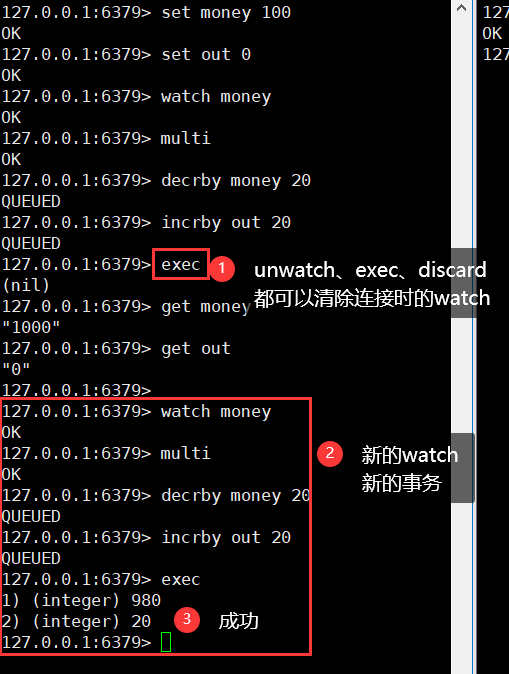 127.0.0.1:6379> set money 100
OK
127.0.0.1:6379> set out 0
OK
127.0.0.1:6379> watch money
OK
127.0.0.1:6379> multi
OK
127.0.0.1:6379> decrby money 20
QUEUED
127.0.0.1:6379> incrby out 20
QUEUED
127.0.0.1:6379> exec
(nil)
127.0.0.1:6379> get money
"1000"
127.0.0.1:6379> get out
"0"
127.0.0.1:6379>
127.0.0.1:6379> watch money
OK
127.0.0.1:6379> multi
OK
127.0.0.1:6379> decrby money 20
QUEUED
127.0.0.1:6379> incrby out 20
QUEUED
127.0.0.1:6379> exec
1) (integer) 980
2) (integer) 20
127.0.0.1:6379>
1
unwatch、exec、discard
都可以清除连接时的watch
2
新的watch
新的事务
3
成功
127
OK
127